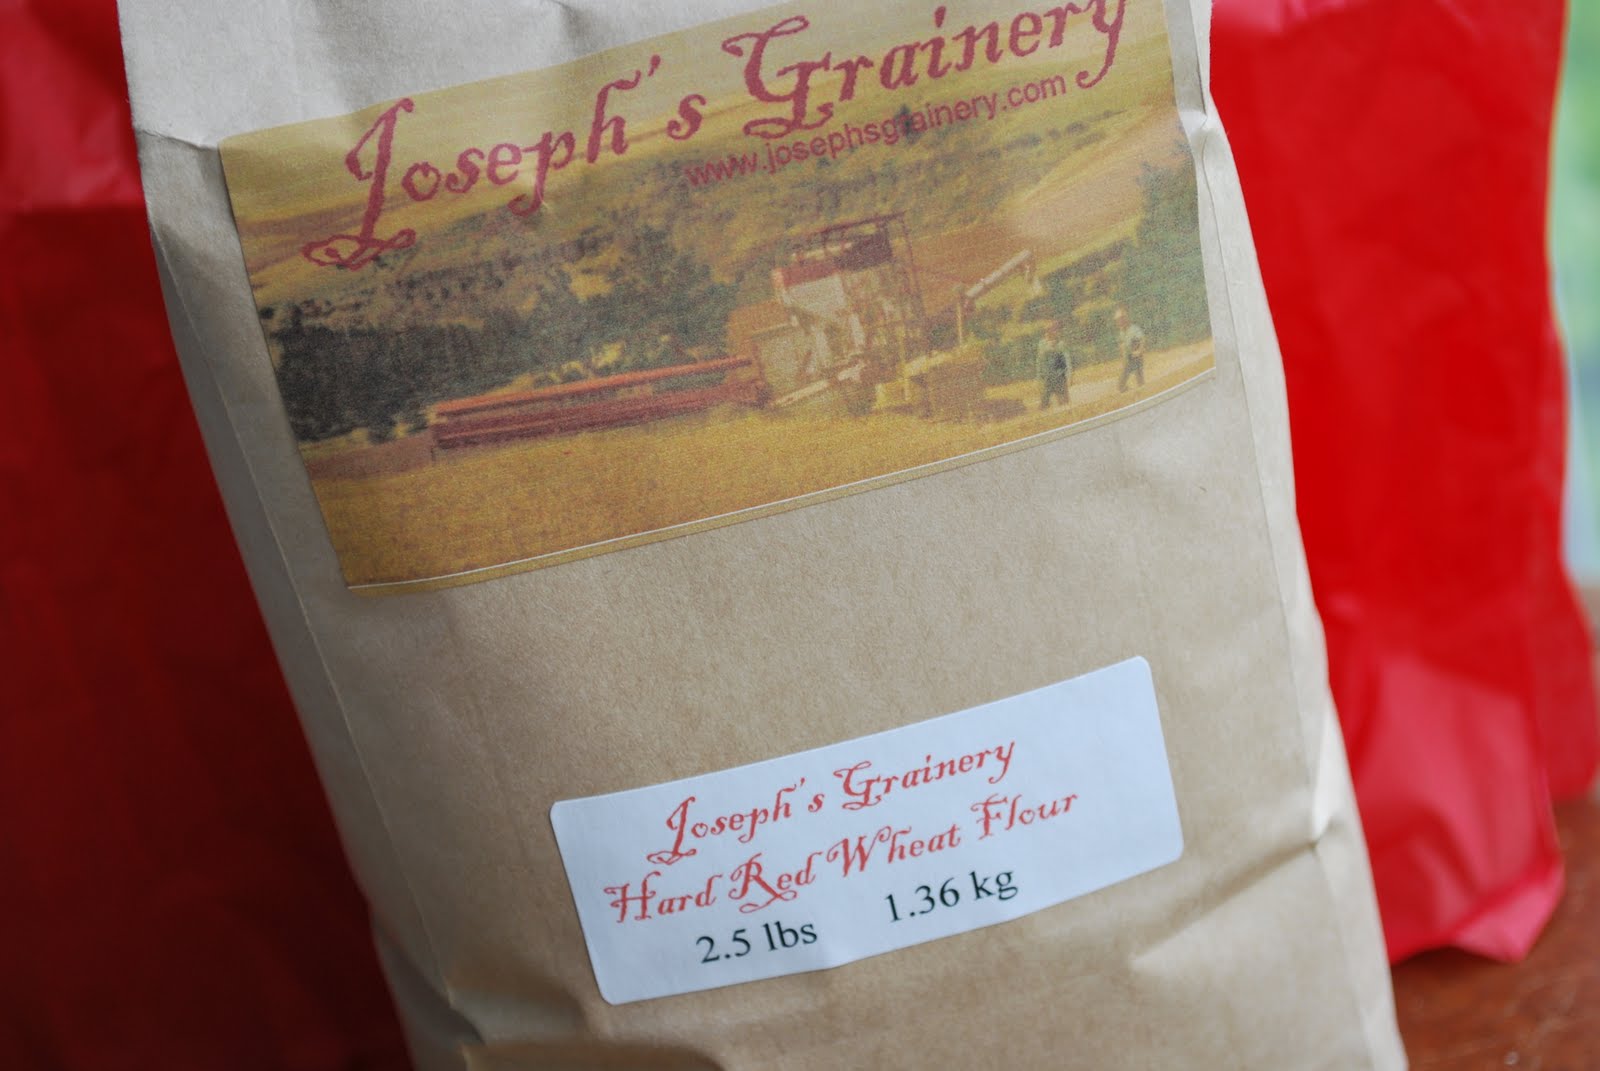 Joseph's Grainery
www.josephsgrainery.com
Joseph's Grainery
Hard Red Wheat Flour
2.5 lbs 1.36 kg